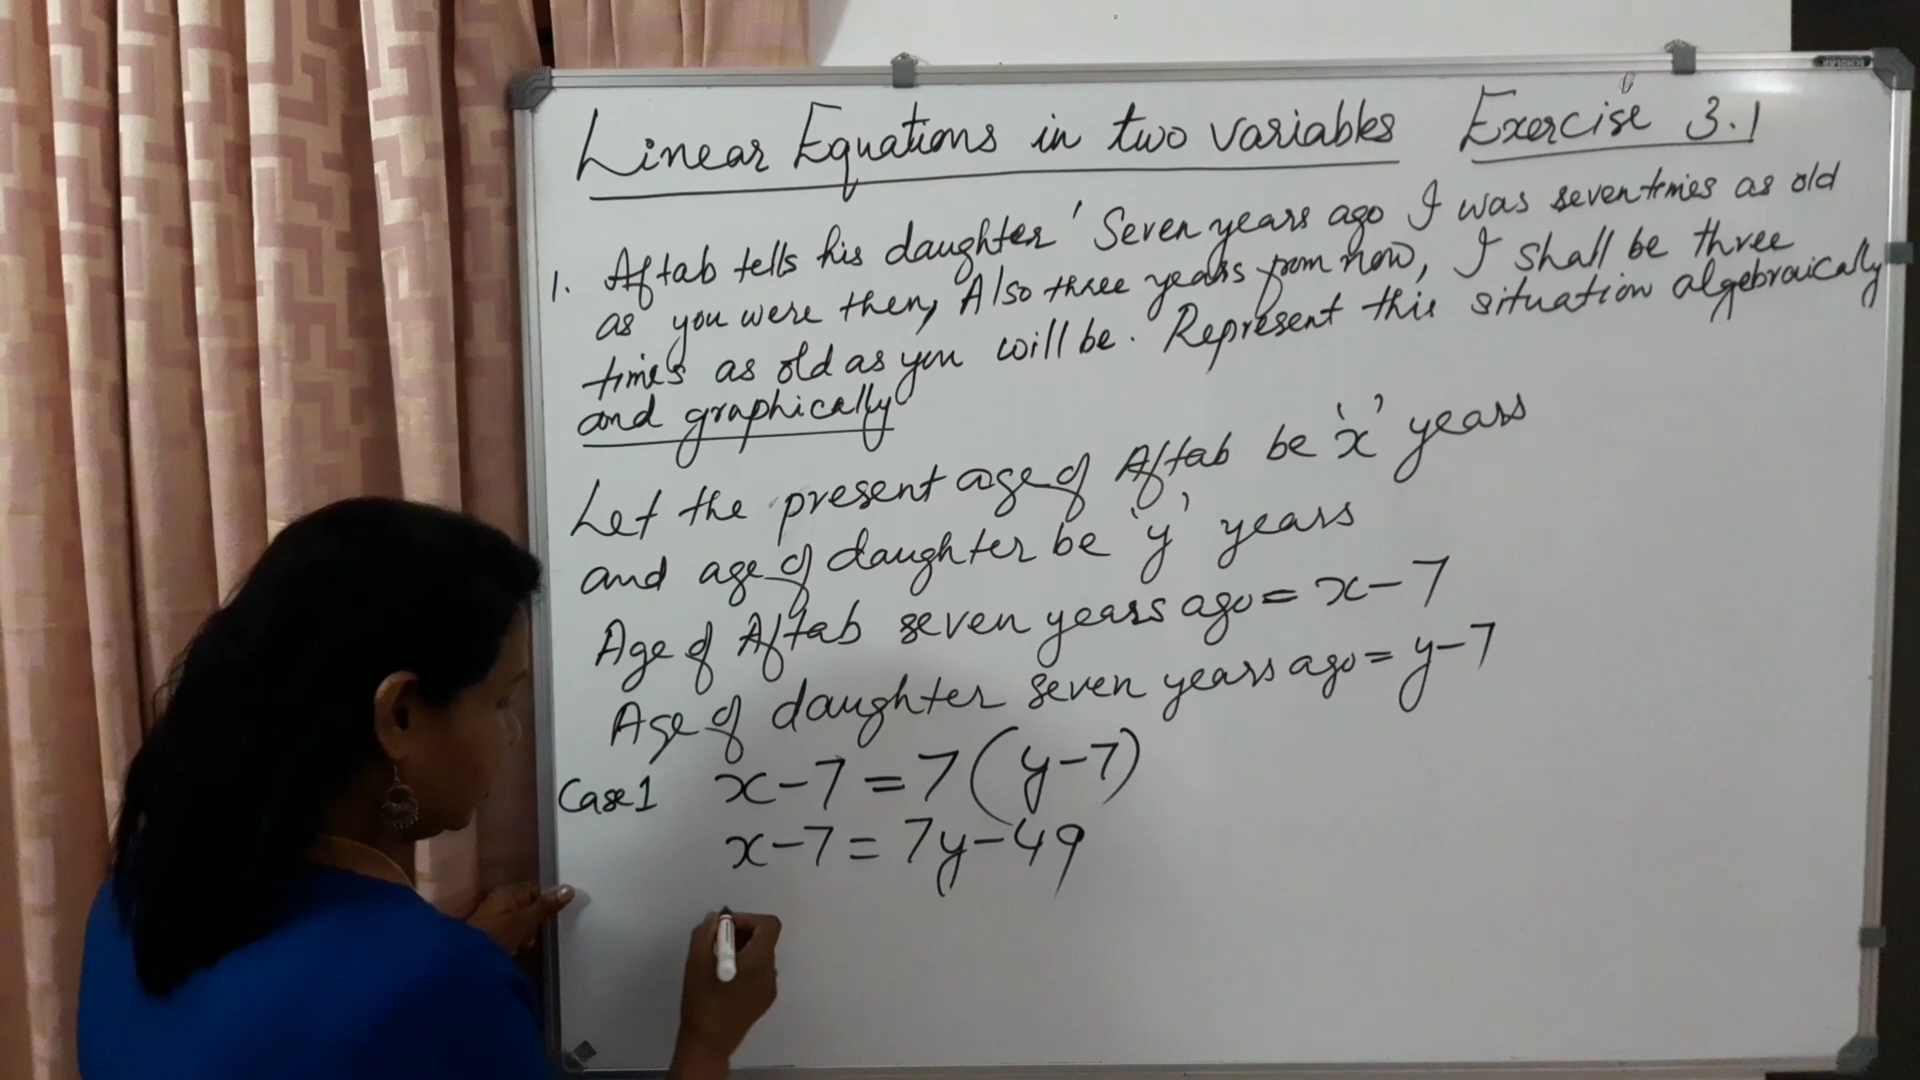 Linear Equations in two variables Exercise 3.1
1. Aftab tells his daughter 'Seven years ago I was seven times as old
as you were then, Also three years from now, I shall be three
times as old as you will be. Represent this situation algebraically
and graphically
Let the present age of Aftab be 'x' years
and age of daughter be 'y' years
Age of Aftab seven years ago = x-7
Age of daughter seven years ago = y-7
Case 1 x-7 = 7(y-7)
x-7 = 7y-49